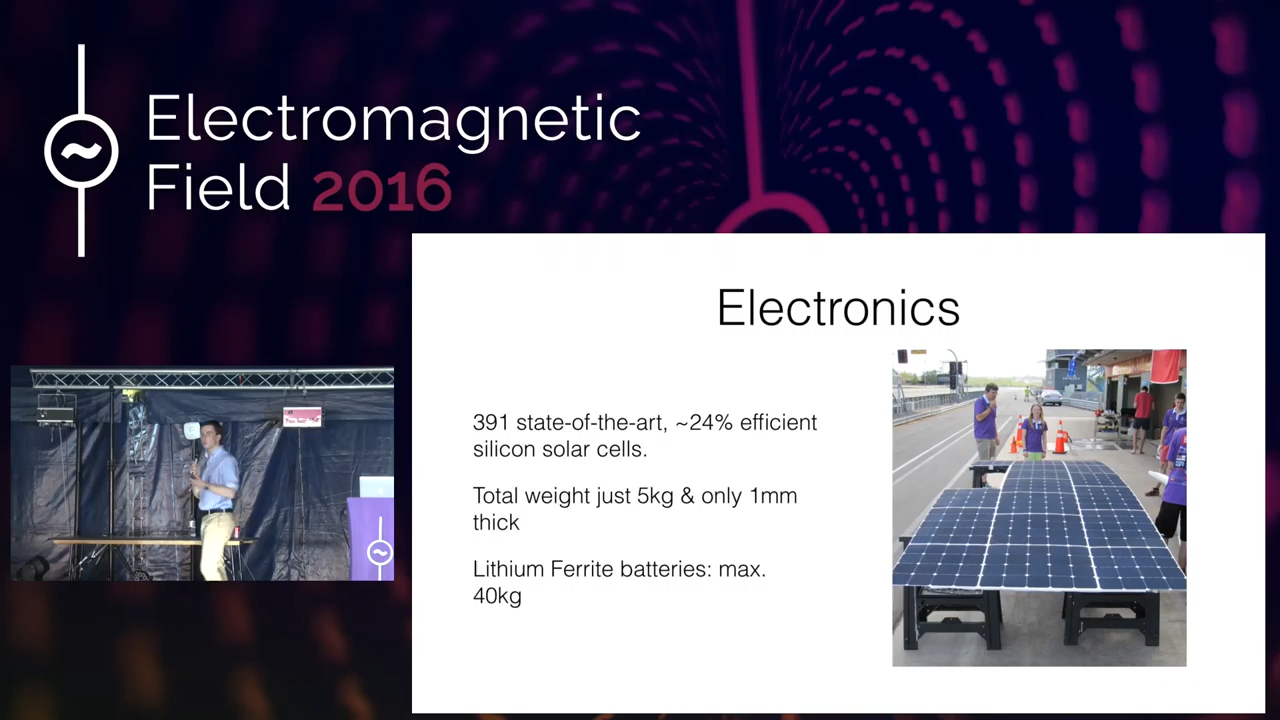 Electromagnetic
Field 2016
Electronics
391 state-of-the-art, ~24% efficient
silicon solar cells.
Total weight just 5kg & only 1mm
thick
Lithium Ferrite batteries: max.
40kg